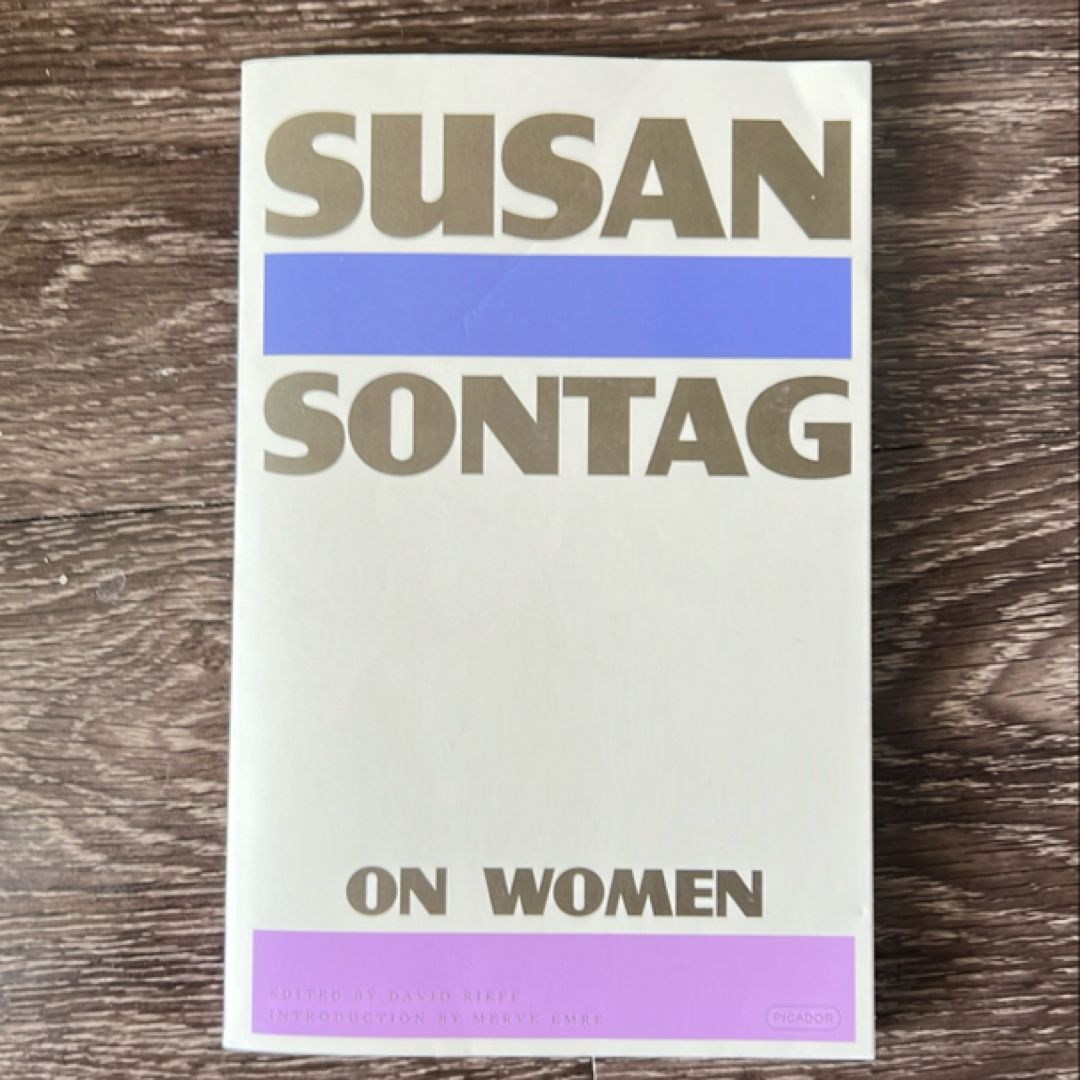 SUSAN
SONTAG
ON WOMEN
EDITED BY DAVID RIEFF
INTRODUCTION BY MERVE EMRE
PICADOR